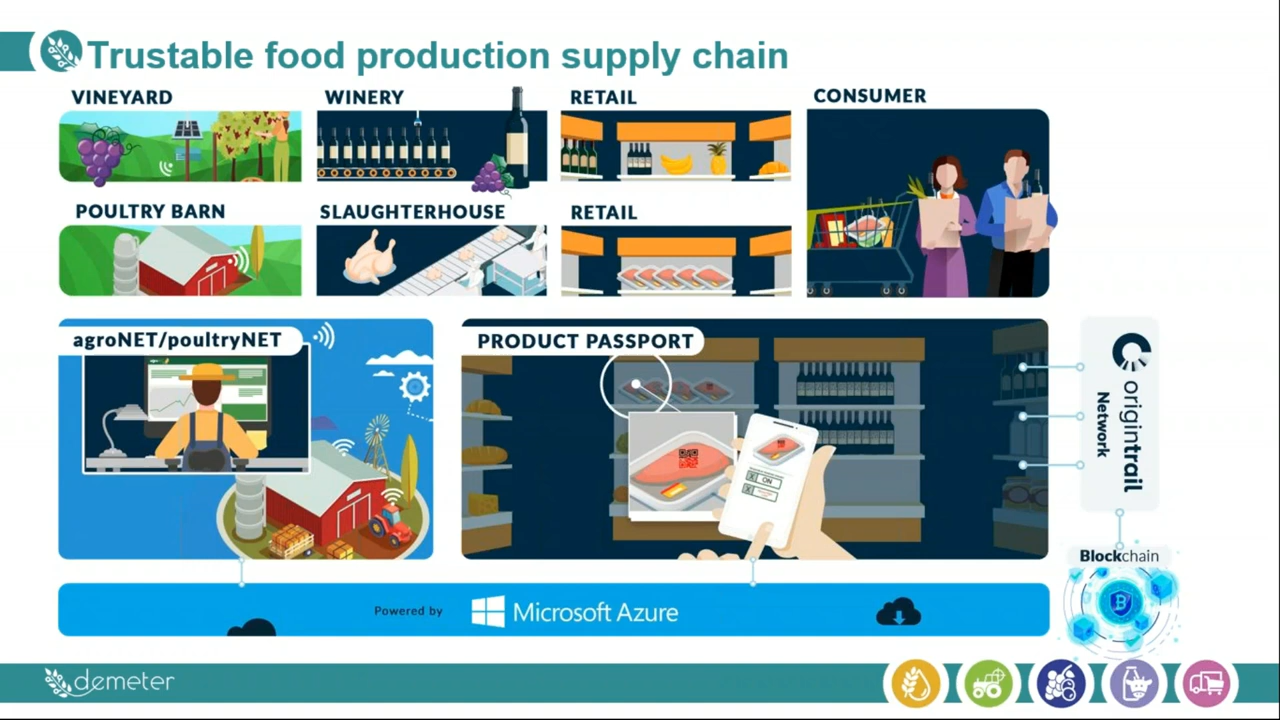 Trustable food production supply chain
VINEYARD
WINERY
RETAIL
CONSUMER
POULTRY BARN
SLAUGHTERHOUSE
RETAIL
agroNET/poultryNET
PRODUCT PASSPORT
ON
origintrail
Network
Blockchain
Powered by
Microsoft Azure
demeter